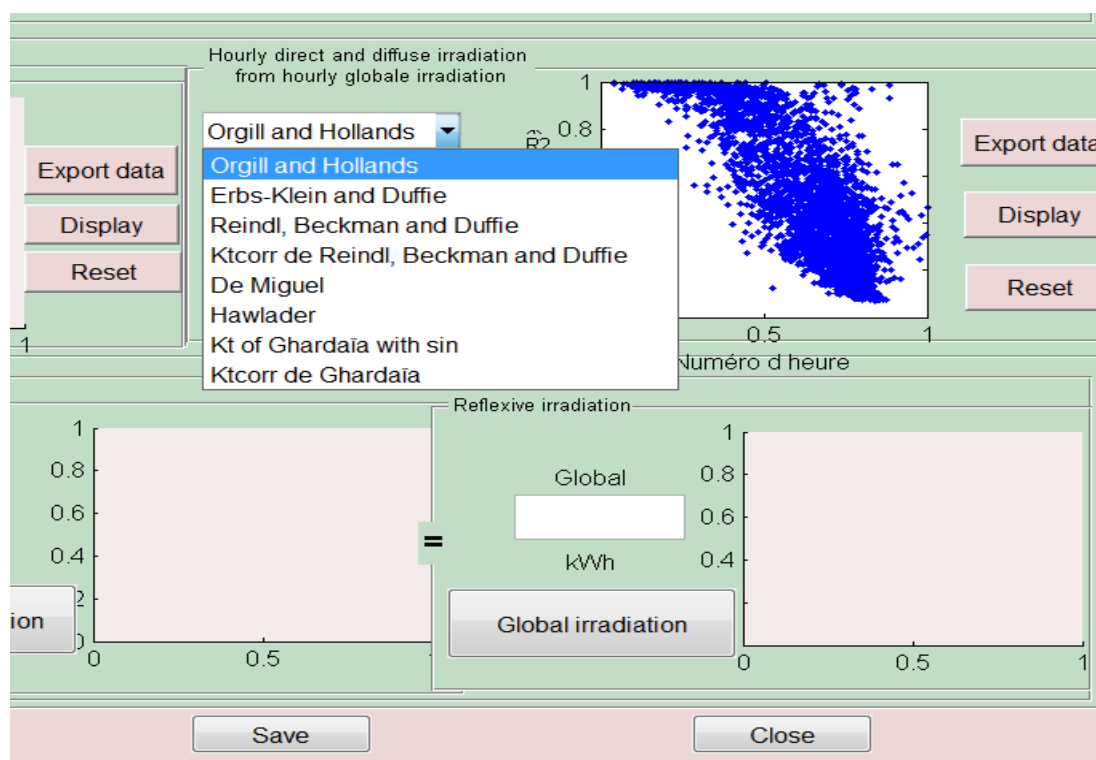 Hourly direct and diffuse irradiation
from hourly globale irradiation
Orgill and Hollands
Orgill and Hollands
Erbs-Klein and Duffie
Reindl, Beckman and Duffie
Ktcorr de Reindl, Beckman and Duffie
De Miguel
Hawlader
Kt of Ghardaïa with sin
Ktcorr de Ghardaïa
Export data
Display
Reset
1
1
0.8
R2
0.5
1
Numéro d heure
Export data
Display
Reset
1
0.8
0.6
0.4
2
0
0.5
ion
=
Reflexive irradiation
Global
kWh
Global irradiation
1
0.8
0.6
0.4
0
0.5
1
Save
Close